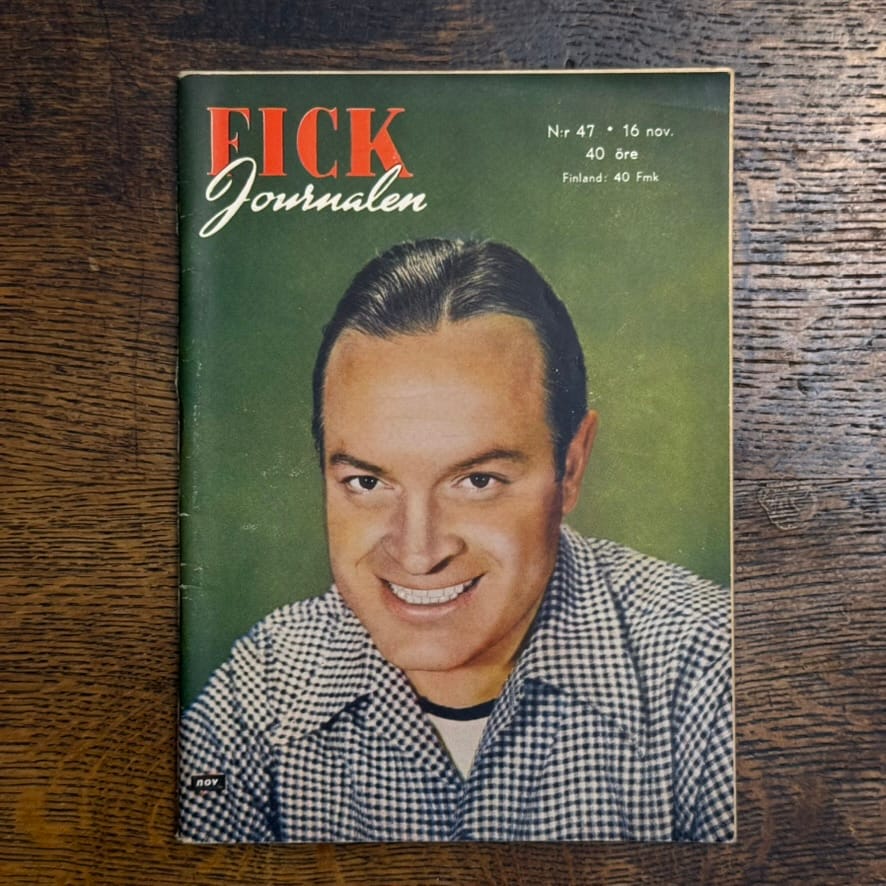 FICK
Journalen
N:r 47 • 16 nov.
40 öre
Finland: 40 Fmk
nov